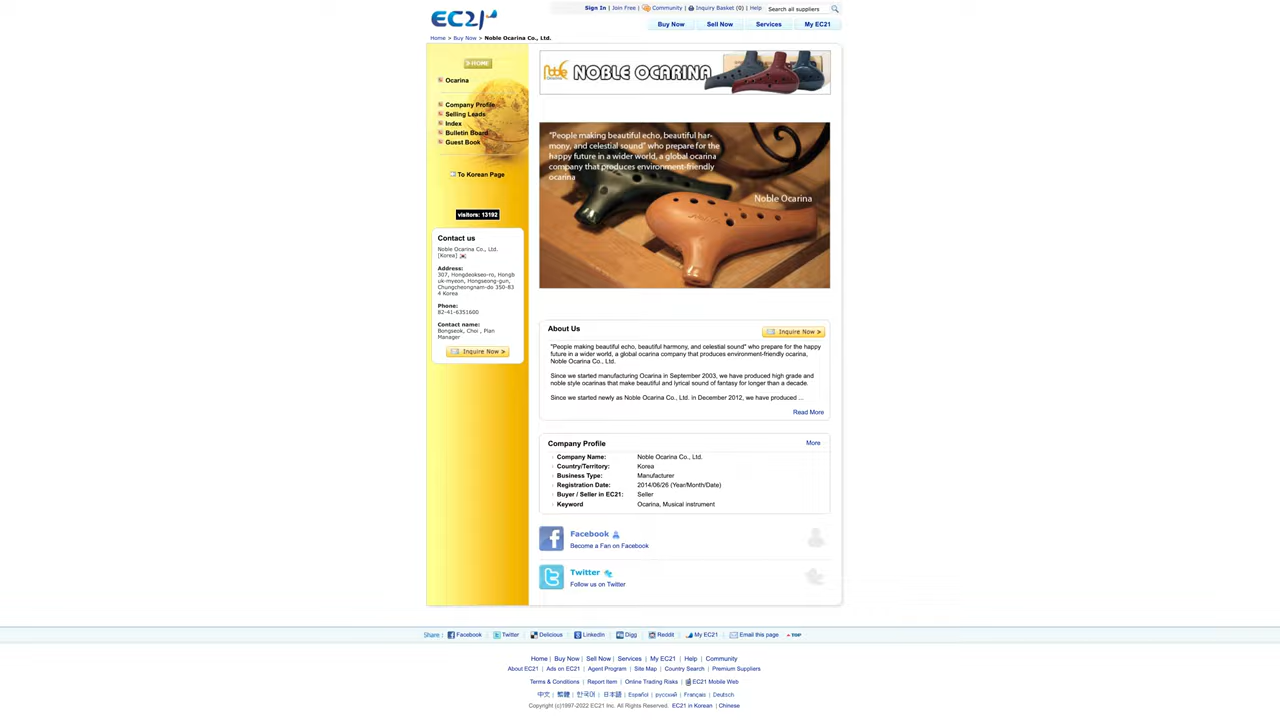 EC21
Sign In | Join Free | Community | Inquiry Basket (0) | Help
Search all suppliers
Buy Now
Sell Now
Services
My EC21
Home > Buy Now > Noble Ocarina Co., Ltd.
HOME
Ocarina
Company Profile
Selling Leads
Index
Bulletin Board
Guest Book
To Korean Page
visitors: 13192
Contact us
Noble Ocarina Co., Ltd.
[Korea]
Address:
307, Hongdeokseo-ro, Hongb
uk-myeon, Hongseong-gun,
Chungcheongnam-do 350-83
4 Korea
Phone:
82-41-6351600
Contact name:
Bongseok, Choi , Plan
Manager
Inquire Now >
Noble
Ocarina
NOBLE OCARINA
"People making beautiful echo, beautiful har-
mony, and celestial sound" who prepare for the
happy future in a wider world, a global ocarina
company that produces environment-friendly
ocarina
Noble Ocarina
About Us
Inquire Now >
"People making beautiful echo, beautiful harmony, and celestial sound" who prepare for the happy
future in a wider world, a global ocarina company that produces environment-friendly ocarina,
Noble Ocarina Co., Ltd.
Since we started manufacturing Ocarina in September 2003, we have produced high grade and
noble style ocarinas that make beautiful and lyrical sound of fantasy for longer than a decade.
Since we started newly as Noble Ocarina Co., Ltd. in December 2012, we have produced ...
Read More
Company Profile
More
Company Name: Noble Ocarina Co., Ltd.
Country/Territory: Korea
Business Type: Manufacturer
Registration Date: 2014/06/26 (Year/Month/Date)
Buyer / Seller in EC21: Seller
Keyword Ocarina, Musical instrument
Facebook
Become a Fan on Facebook
Twitter
Follow us on Twitter
Share : Facebook | Twitter | Delicious | LinkedIn | Digg | Reddit | My EC21 | Email this page TOP
Home | Buy Now | Sell Now | Services | My EC21 | Help | Community
About EC21 | Ads on EC21 | Agent Program | Site Map | Country Search | Premium Suppliers
Terms & Conditions | Report Item | Online Trading Risks | EC21 Mobile Web
中文 | 繁體 | 한국어 | 日本語 | Español | русский | Français | Deutsch
Copyright (c)1997-2022 EC21 Inc. All Rights Reserved. EC21 in Korean | Chinese